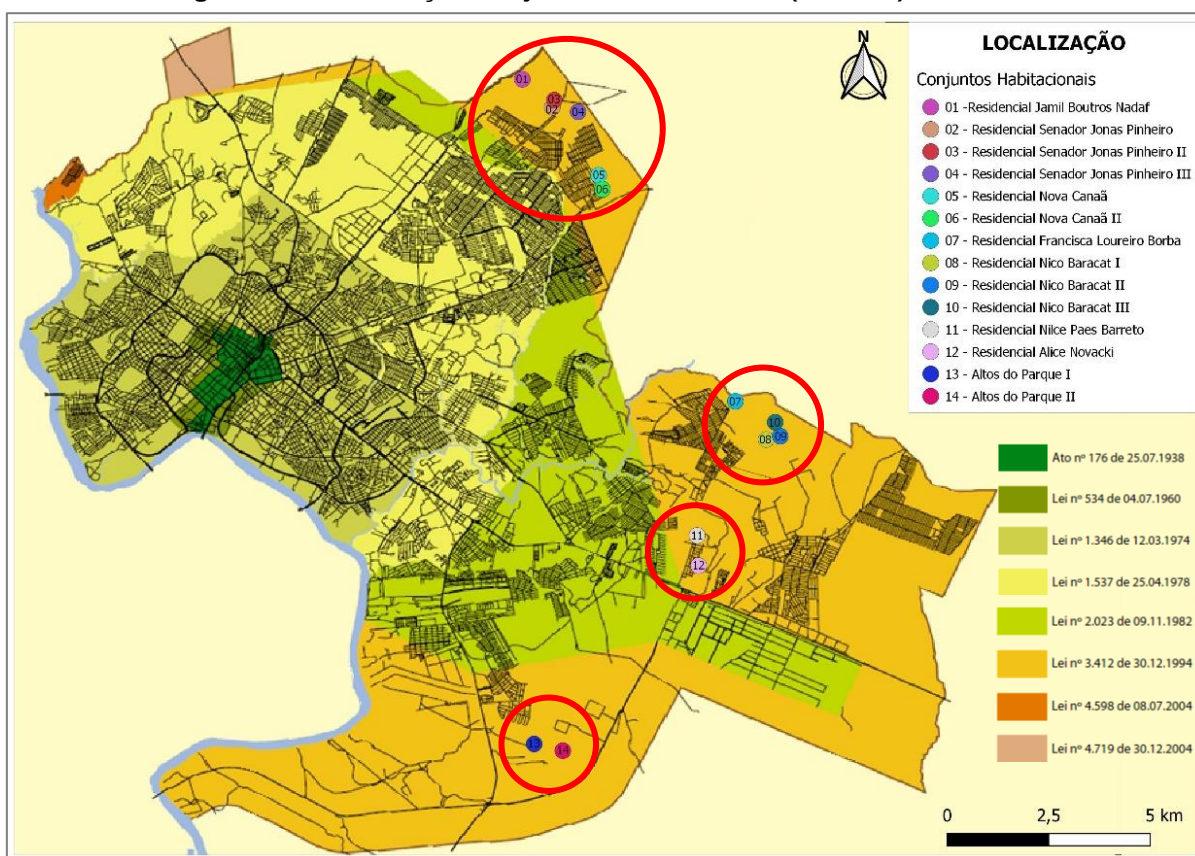 N
LOCALIZAÇÃO
Conjuntos Habitacionais
01 -Residencial Jamil Boutros Nadaf
02 - Residencial Senador Jonas Pinheiro
03 - Residencial Senador Jonas Pinheiro II
04 - Residencial Senador Jonas Pinheiro III
05 - Residencial Nova Canaã
06 - Residencial Nova Canaã II
07 - Residencial Francisca Loureiro Borba
08 - Residencial Nico Baracat I
09 - Residencial Nico Baracat II
10 - Residencial Nico Baracat III
11 - Residencial Nilce Paes Barreto
12 - Residencial Alice Novacki
13 - Altos do Parque I
14 - Altos do Parque II
01
03
02
04
05
06
07
10
08
09
11
12
13
14
Ato nº 176 de 25.07.1938
Lei nº 534 de 04.07.1960
Lei nº 1.346 de 12.03.1974
Lei nº 1.537 de 25.04.1978
Lei nº 2.023 de 09.11.1982
Lei nº 3.412 de 30.12.1994
Lei nº 4.598 de 08.07.2004
Lei nº 4.719 de 30.12.2004
0 2,5 5 km